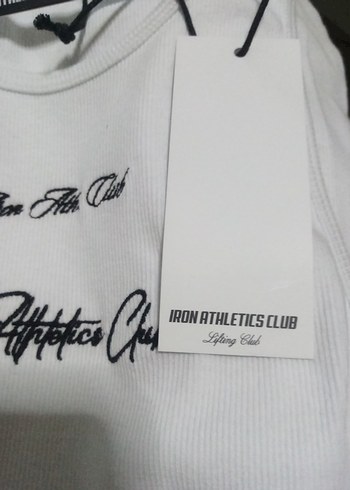 Ath. Club
Athletics
IRON ATHLETICS CLUB
Lifting Club